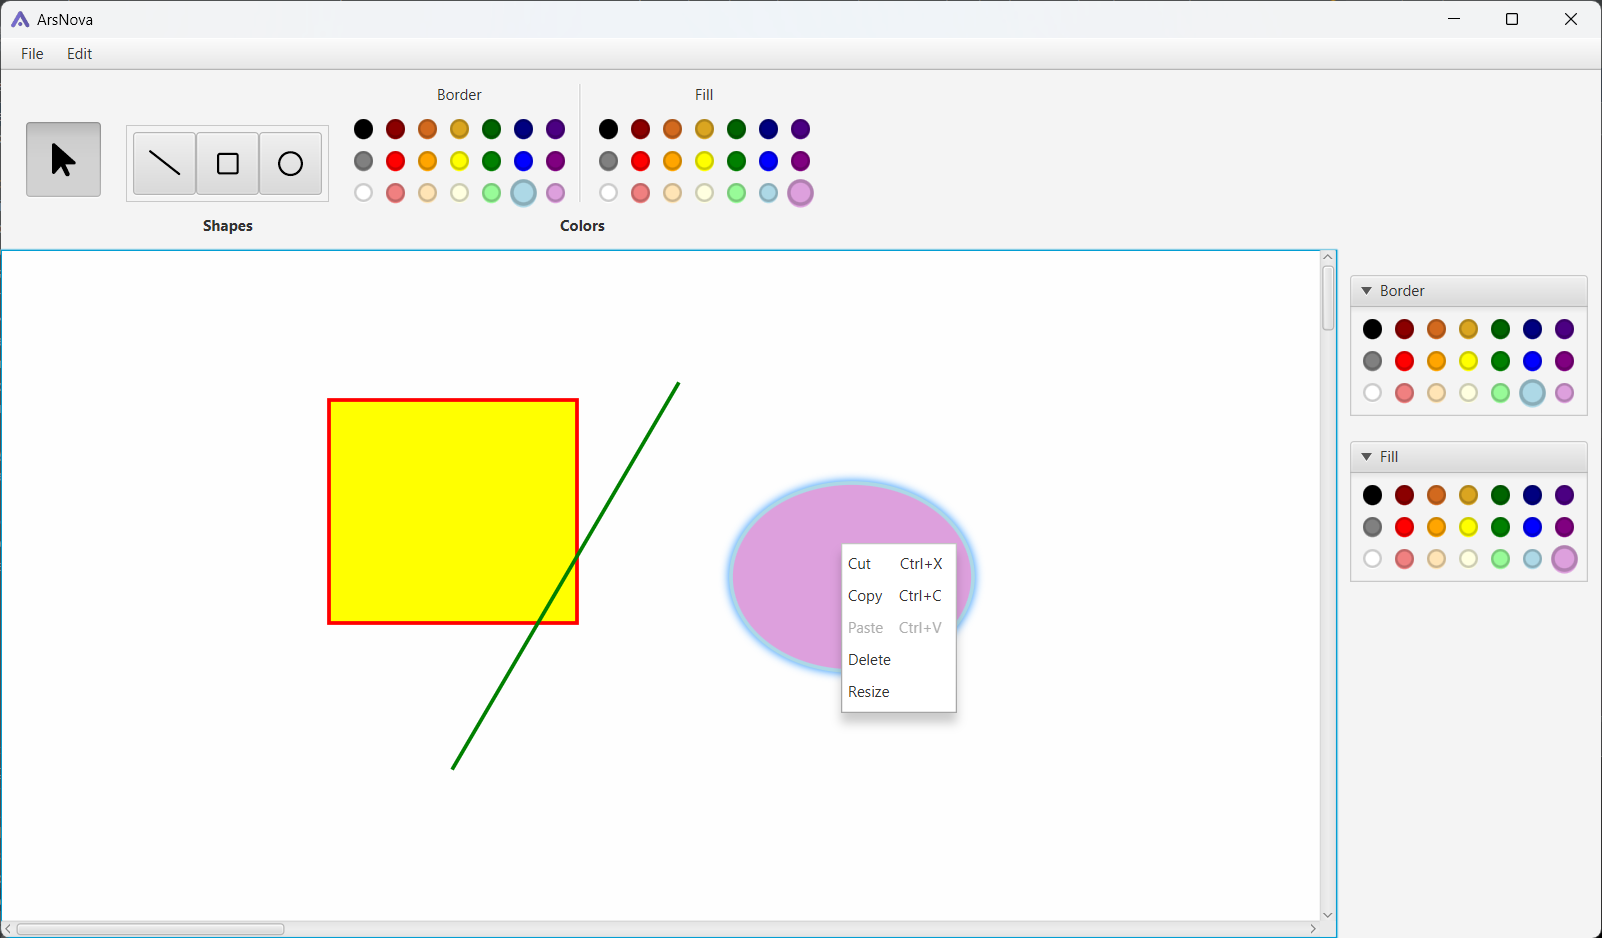 ArsNova
File Edit
Border Fill
Shapes Colors
Border
Fill
Cut Ctrl+X
Copy Ctrl+C
Paste Ctrl+V
Delete
Resize